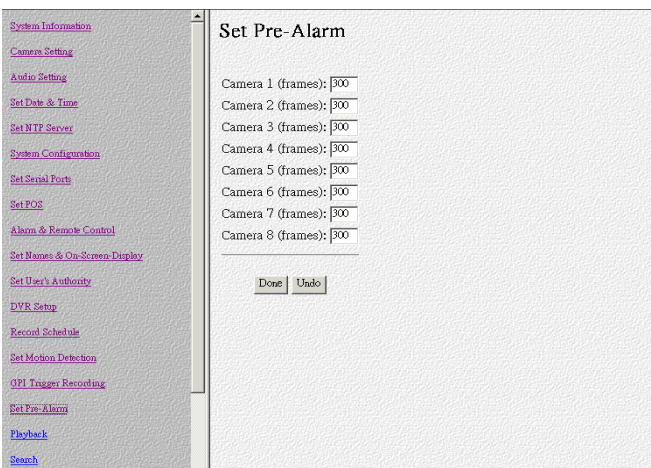 System Information
Camera Setting
Audio Setting
Set Date & Time
Set NTP Server
System Configuration
Set Serial Ports
Set POS
Alarm & Remote Control
Set Names & On-Screen-Display
Set User's Authority
DVR Setup
Record Schedule
Set Motion Detection
GPI Trigger Recording
Set Pre-Alarm
Playback
Search
Set Pre-Alarm
Camera 1 (frames): 300
Camera 2 (frames): 300
Camera 3 (frames): 300
Camera 4 (frames): 300
Camera 5 (frames): 300
Camera 6 (frames): 300
Camera 7 (frames): 300
Camera 8 (frames): 300
Done Undo